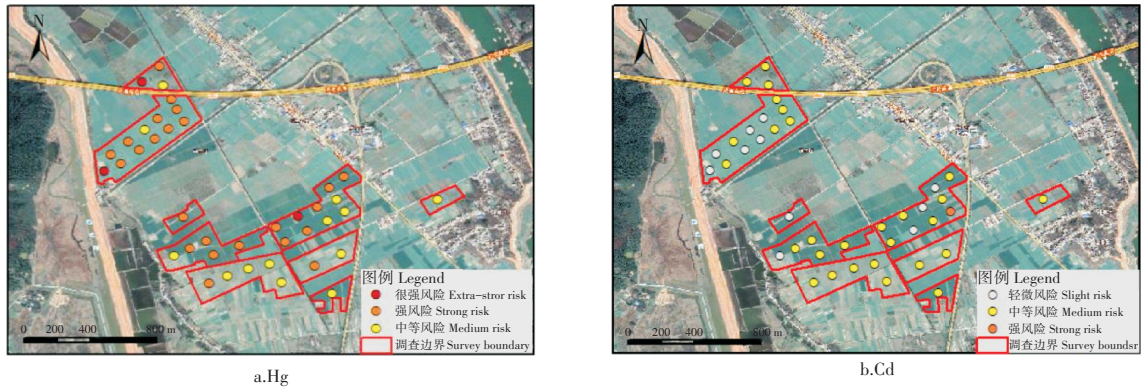 N
图例 Legend
很强风险 Extra-stror risk
强风险 Strong risk
中等风险 Medium risk
调查边界 Survey boundary
0 200 400 800 m
a.Hg
N
图例 Legend
轻微风险 Slight risk
中等风险 Medium risk
强风险 Strong risk
调查边界 Survey boundsr
0 200 400 800 m
b.Cd